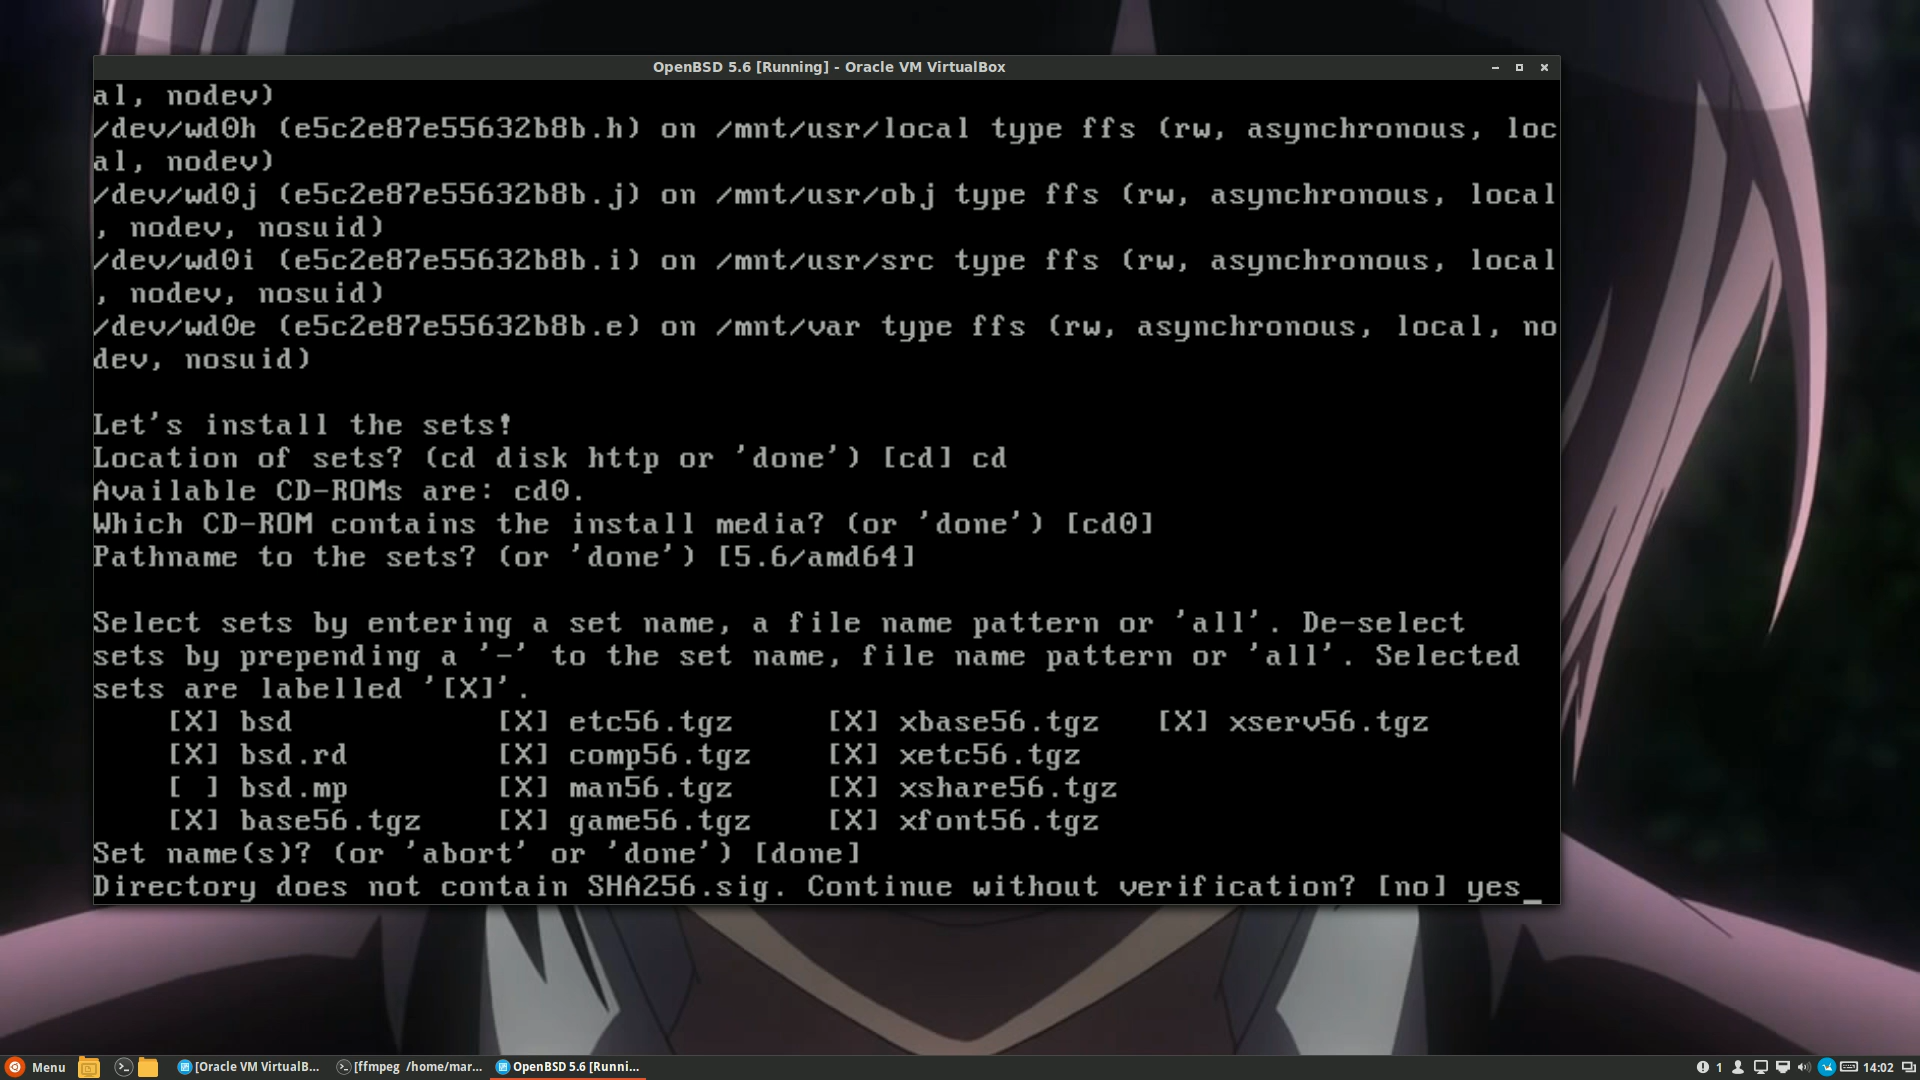 OpenBSD 5.6 [Running] - Oracle VM VirtualBox
al, nodev)
/dev/wd0h (e5c2e87e55632b8b.h) on /mnt/usr/local type ffs (rw, asynchronous, loc
al, nodev)
/dev/wd0j (e5c2e87e55632b8b.j) on /mnt/usr/obj type ffs (rw, asynchronous, local
, nodev, nosuid)
/dev/wd0i (e5c2e87e55632b8b.i) on /mnt/usr/src type ffs (rw, asynchronous, local
, nodev, nosuid)
/dev/wd0e (e5c2e87e55632b8b.e) on /mnt/var type ffs (rw, asynchronous, local, no
dev, nosuid)
Let's install the sets!
Location of sets? (cd disk http or 'done') [cd] cd
Available CD-ROMs are: cd0.
Which CD-ROM contains the install media? (or 'done') [cd0]
Pathname to the sets? (or 'done') [5.6/amd64]
Select sets by entering a set name, a file name pattern or 'all'. De-select
sets by prepending a '-' to the set name, file name pattern or 'all'. Selected
sets are labelled '[X]'.
[X] bsd [X] etc56.tgz [X] xbase56.tgz [X] xserv56.tgz
[X] bsd.rd [X] comp56.tgz [X] xetc56.tgz
[ ] bsd.mp [X] man56.tgz [X] xshare56.tgz
[X] base56.tgz [X] game56.tgz [X] xfont56.tgz
Set name(s)? (or 'abort' or 'done') [done]
Directory does not contain SHA256.sig. Continue without verification? [no] yes_
Menu [Oracle VM VirtualB... [ffmpeg /home/mar... OpenBSD 5.6 [Runni... 1 14:02